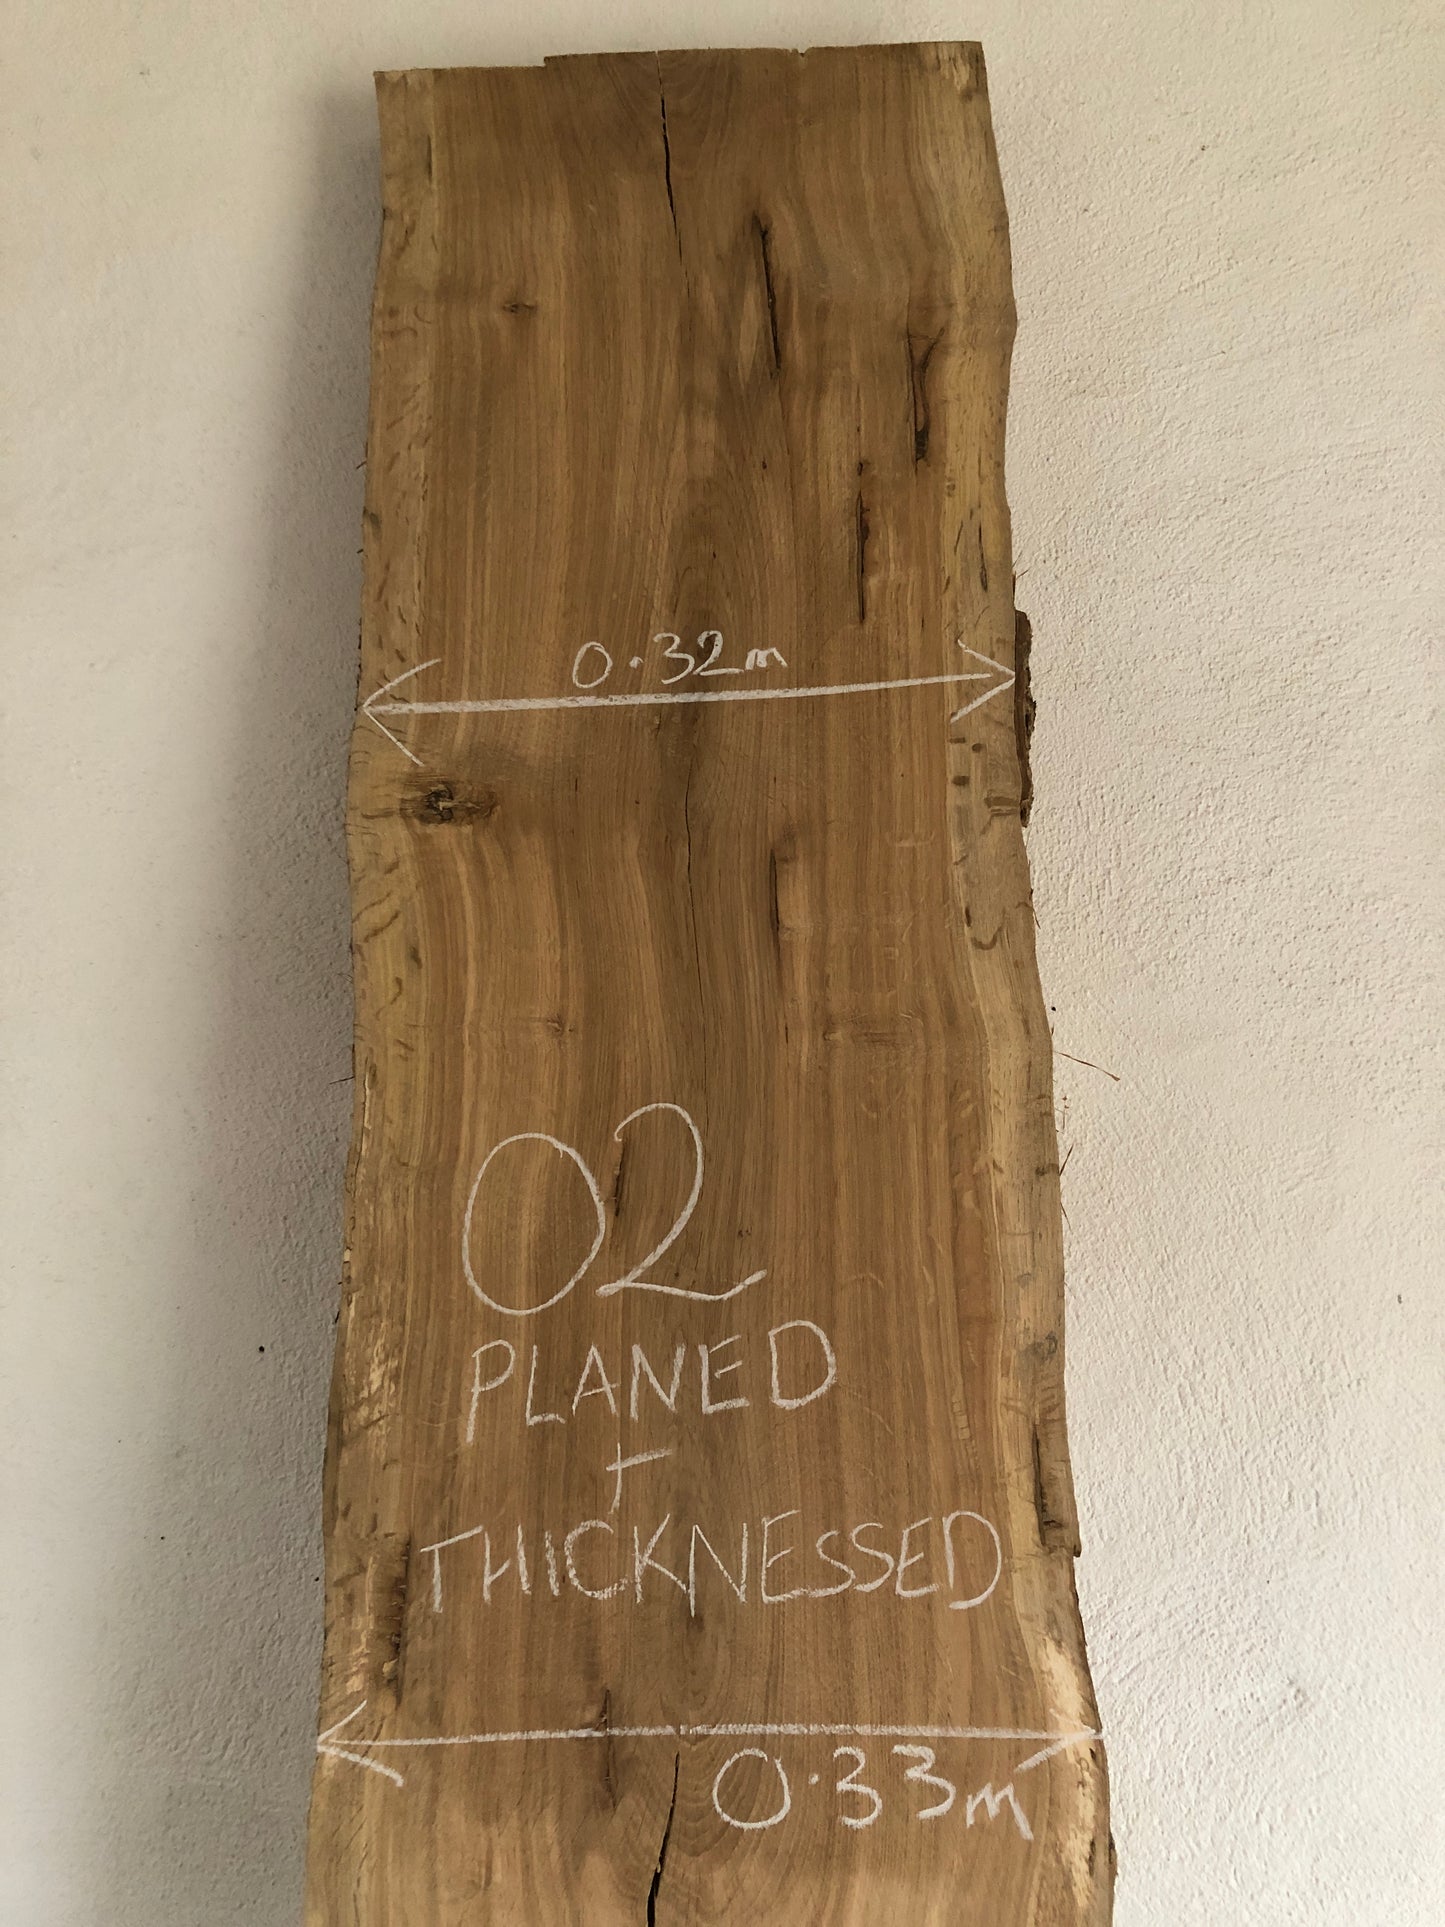 0.32m
02
PLANED
+
THICKNESSED
0.33m